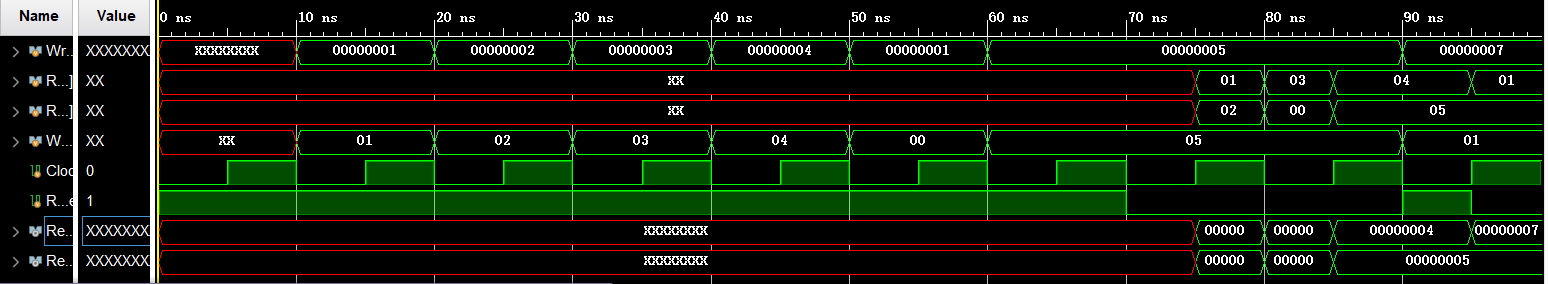 Name Value 0 ns 10 ns 20 ns 30 ns 40 ns 50 ns 60 ns 70 ns 80 ns 90 ns
Wr... XXXXXXXX XXXXXXXX 00000001 00000002 00000003 00000004 00000001 00000005 00000007
R...] XX XX 01 03 04 01
R...] XX XX 02 00 05
W... XX XX 01 02 03 04 00 05 01
Cloc 0
R...e 1
Re... XXXXXXXX XXXXXXXX 00000 00000 00000004 00000007
Re... XXXXXXXX XXXXXXXX 00000 00000 00000005